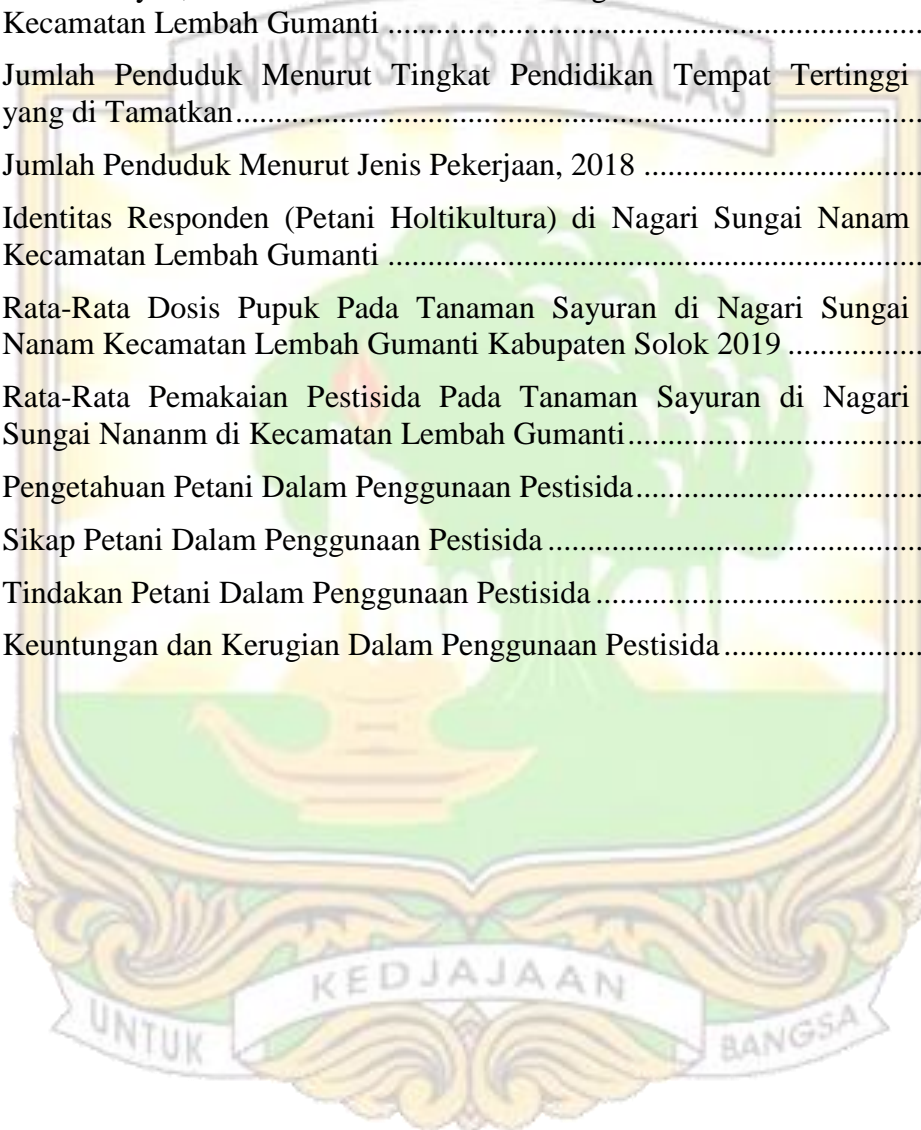 Kecamatan Lembah Gumanti ................................................................
Jumlah Penduduk Menurut Tingkat Pendidikan Tempat Tertinggi
yang di Tamatkan ................................................................
Jumlah Penduduk Menurut Jenis Pekerjaan, 2018 ..................................
Identitas Responden (Petani Holtikultura) di Nagari Sungai Nanam
Kecamatan Lembah Gumanti ................................................................
Rata-Rata Dosis Pupuk Pada Tanaman Sayuran di Nagari Sungai
Nanam Kecamatan Lembah Gumanti Kabupaten Solok 2019 .................
Rata-Rata Pemakaian Pestisida Pada Tanaman Sayuran di Nagari
Sungai Nananm di Kecamatan Lembah Gumanti ....................................
Pengetahuan Petani Dalam Penggunaan Pestisida ...................................
Sikap Petani Dalam Penggunaan Pestisida ..............................................
Tindakan Petani Dalam Penggunaan Pestisida ........................................
Keuntungan dan Kerugian Dalam Penggunaan Pestisida ........................
UNIVERSITAS ANDALAS
UNTUK KEDJAJAAN BANGSA